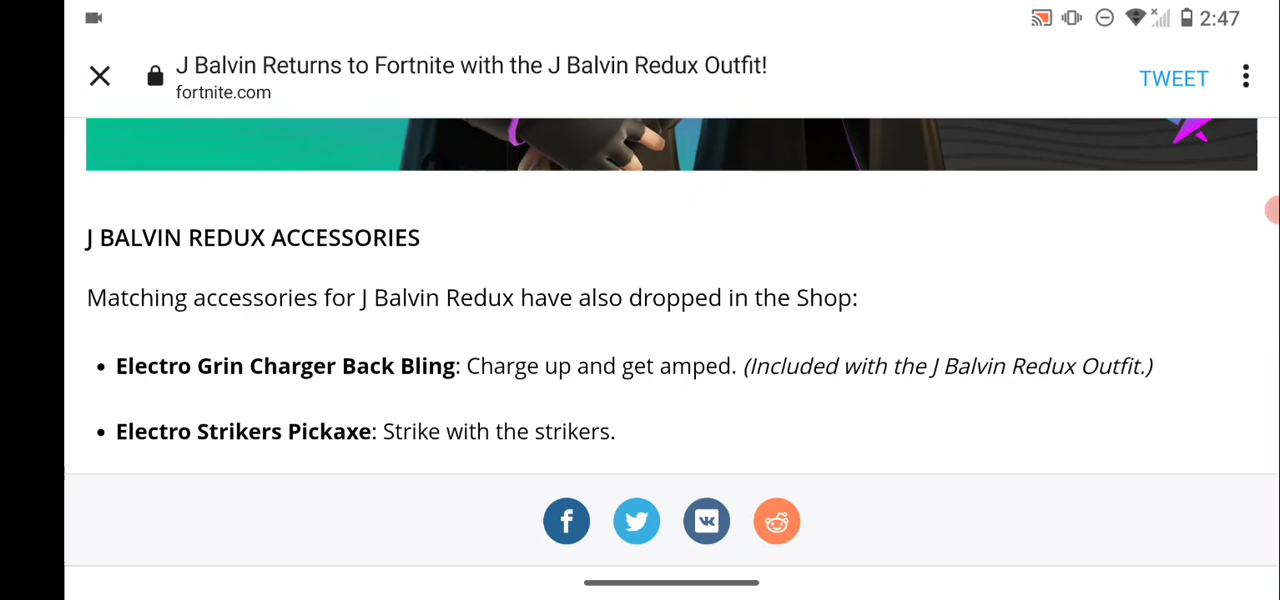 2:47
J Balvin Returns to Fortnite with the J Balvin Redux Outfit!
fortnite.com
TWEET
J BALVIN REDUX ACCESSORIES
Matching accessories for J Balvin Redux have also dropped in the Shop:
• Electro Grin Charger Back Bling: Charge up and get amped. (Included with the J Balvin Redux Outfit.)
• Electro Strikers Pickaxe: Strike with the strikers.